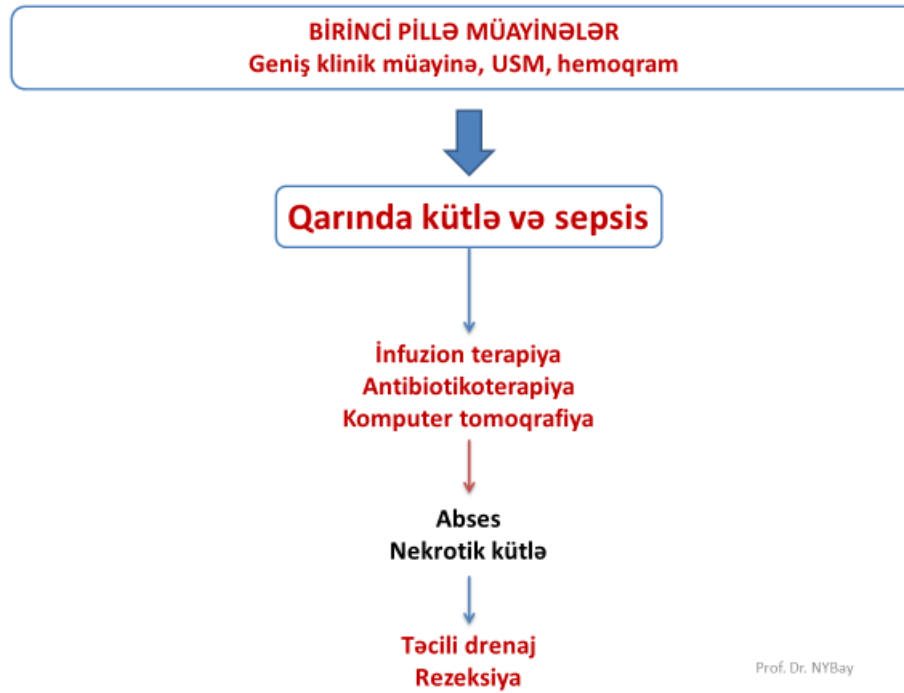 BİRİNCİ PİLLƏ MÜAYİNƏLƏR
Geniş klinik müayinə, USM, hemoqram
Qarında kütlə və sepsis
İnfuzion terapiya
Antibiotikoterapiya
Komputer tomoqrafiya
Abses
Nekrotik kütlə
Təcili drenaj
Rezeksiya
Prof. Dr. NYBay